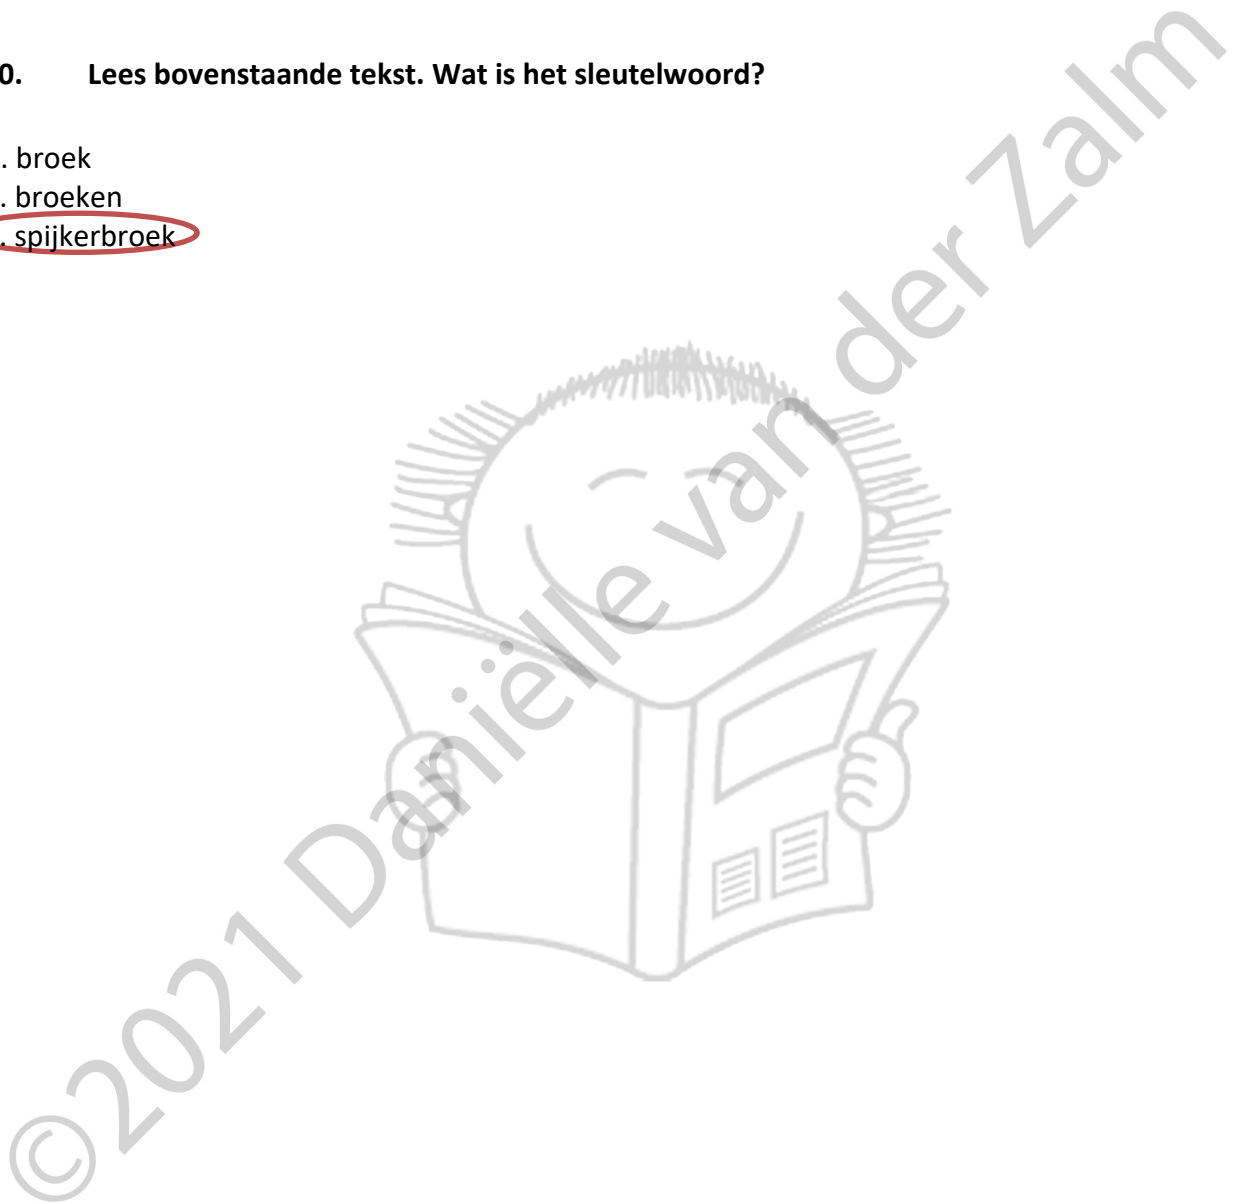 0. Lees bovenstaande tekst. Wat is het sleutelwoord?
. broek
. broeken
. spijkerbroek
©2021 Daniëlle van der Zalm